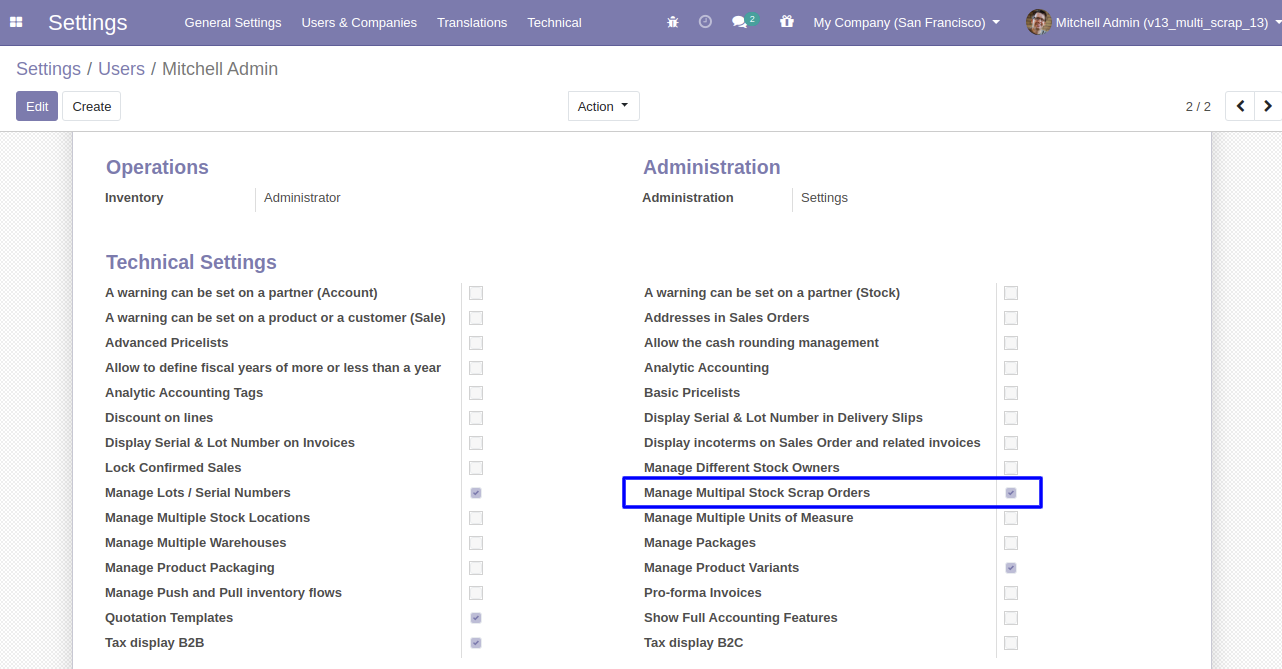 Settings General Settings Users & Companies Translations Technical 2 My Company (San Francisco) Mitchell Admin (v13_multi_scrap_13)
Settings / Users / Mitchell Admin
Edit Create Action 2 / 2
Operations Administration
Inventory Administrator Administration Settings
Technical Settings
A warning can be set on a partner (Account) A warning can be set on a partner (Stock)
A warning can be set on a product or a customer (Sale) Addresses in Sales Orders
Advanced Pricelists Allow the cash rounding management
Allow to define fiscal years of more or less than a year Analytic Accounting
Analytic Accounting Tags Basic Pricelists
Discount on lines Display Serial & Lot Number in Delivery Slips
Display Serial & Lot Number on Invoices Display incoterms on Sales Order and related invoices
Lock Confirmed Sales Manage Different Stock Owners
Manage Lots / Serial Numbers Manage Multipal Stock Scrap Orders
Manage Multiple Stock Locations Manage Multiple Units of Measure
Manage Multiple Warehouses Manage Packages
Manage Product Packaging Manage Product Variants
Manage Push and Pull inventory flows Pro-forma Invoices
Quotation Templates Show Full Accounting Features
Tax display B2B Tax display B2C